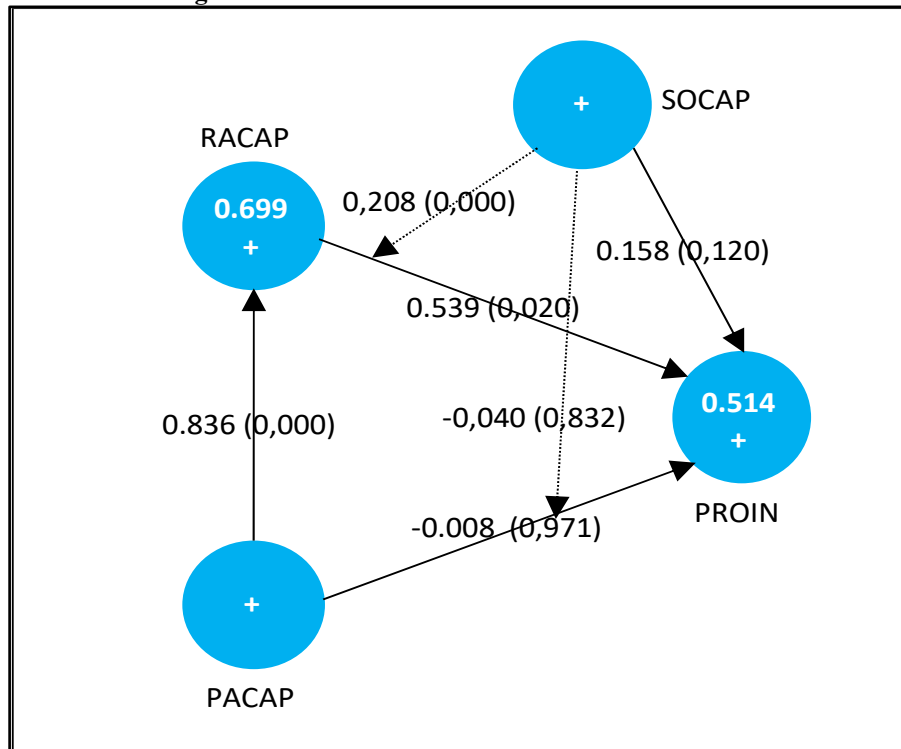 g
+
SOCAP
RACAP
0.699
+
0,208 (0,000)
0.158 (0,120)
0.539 (0,020)
0.836 (0,000)
-0,040 (0,832)
0.514
+
-0.008 (0,971)
PROIN
+
PACAP